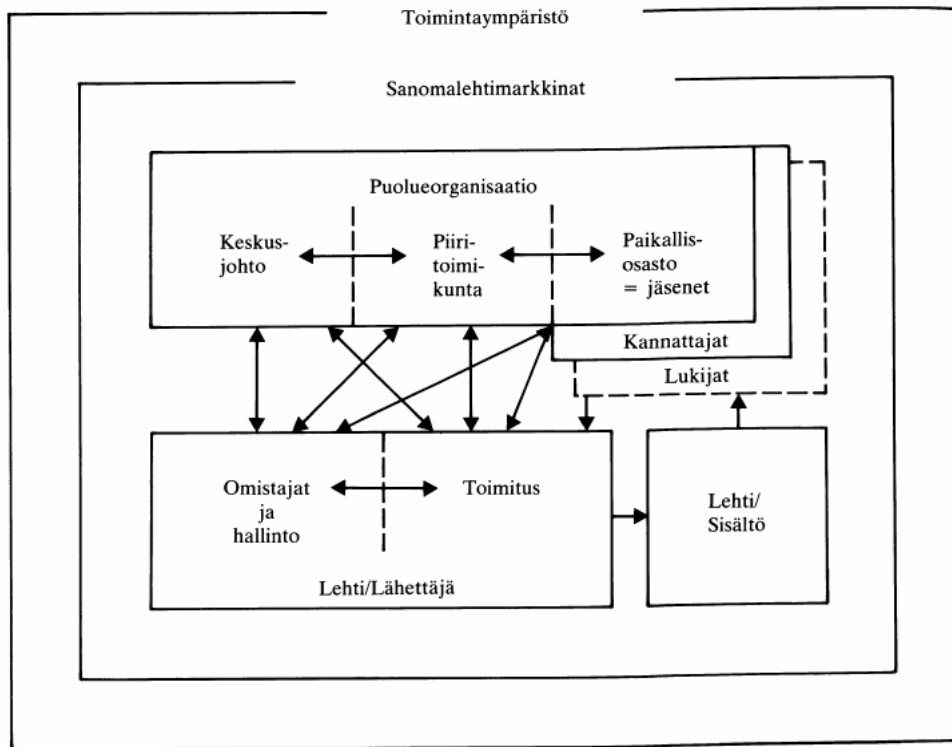 Toimintaympäristö
Sanomalehtimarkkinat
Puolueorganisaatio
Keskus-
johto
Piiri-
toimi-
kunta
Paikallis-
osasto
= jäsenet
Kannattajat
Lukijat
Omistajat
ja
hallinto
Toimitus
Lehti/Lähettäjä
Lehti/
Sisältö